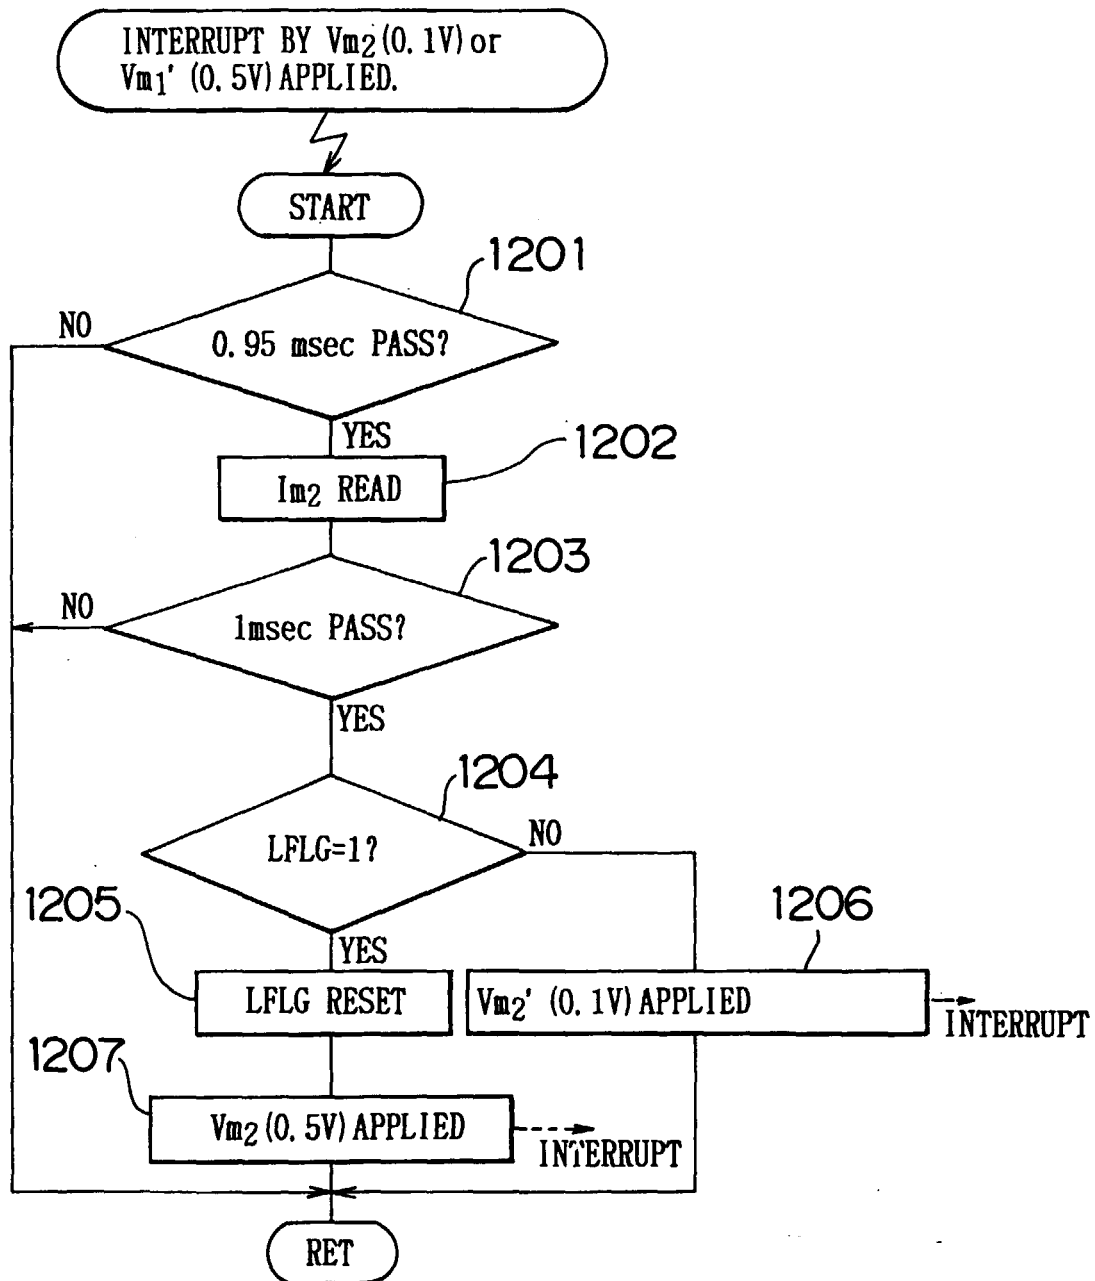 INTERRUPT BY Vm2 (0.1V) or
Vm1' (0.5V) APPLIED.
START
1201
NO
0.95 msec PASS?
YES
1202
Im2 READ
1203
NO
1msec PASS?
YES
1204
LFLG=1?
NO
1205
1206
YES
LFLG RESET
Vm2' (0.1V) APPLIED
INTERRUPT
1207
Vm2 (0.5V) APPLIED
INTERRUPT
RET